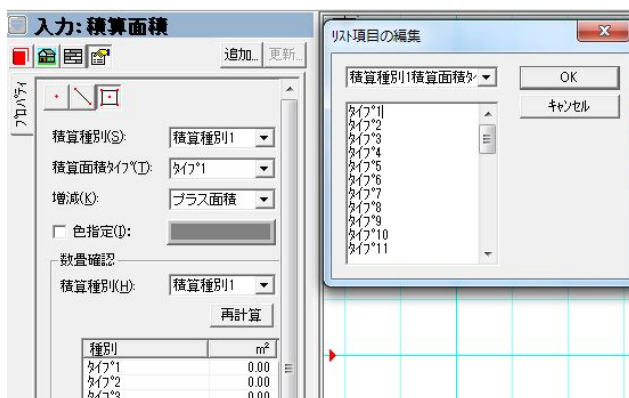 入力: 積算面積
追加... 更新...
プロパティ
積算種別(S): 積算種別1
積算面積タイプ(T): タイプ1
増減(K): プラス面積
色指定(I):
数量確認
積算種別(H): 積算種別1
再計算
種別 m²
タイプ1 0.00
タイプ2 0.00
タイプ3 0.00
リスト項目の編集
積算種別1積算面積タイ
OK
キャンセル
タイプ1
タイプ2
タイプ3
タイプ4
タイプ5
タイプ6
タイプ7
タイプ8
タイプ9
タイプ10
タイプ11